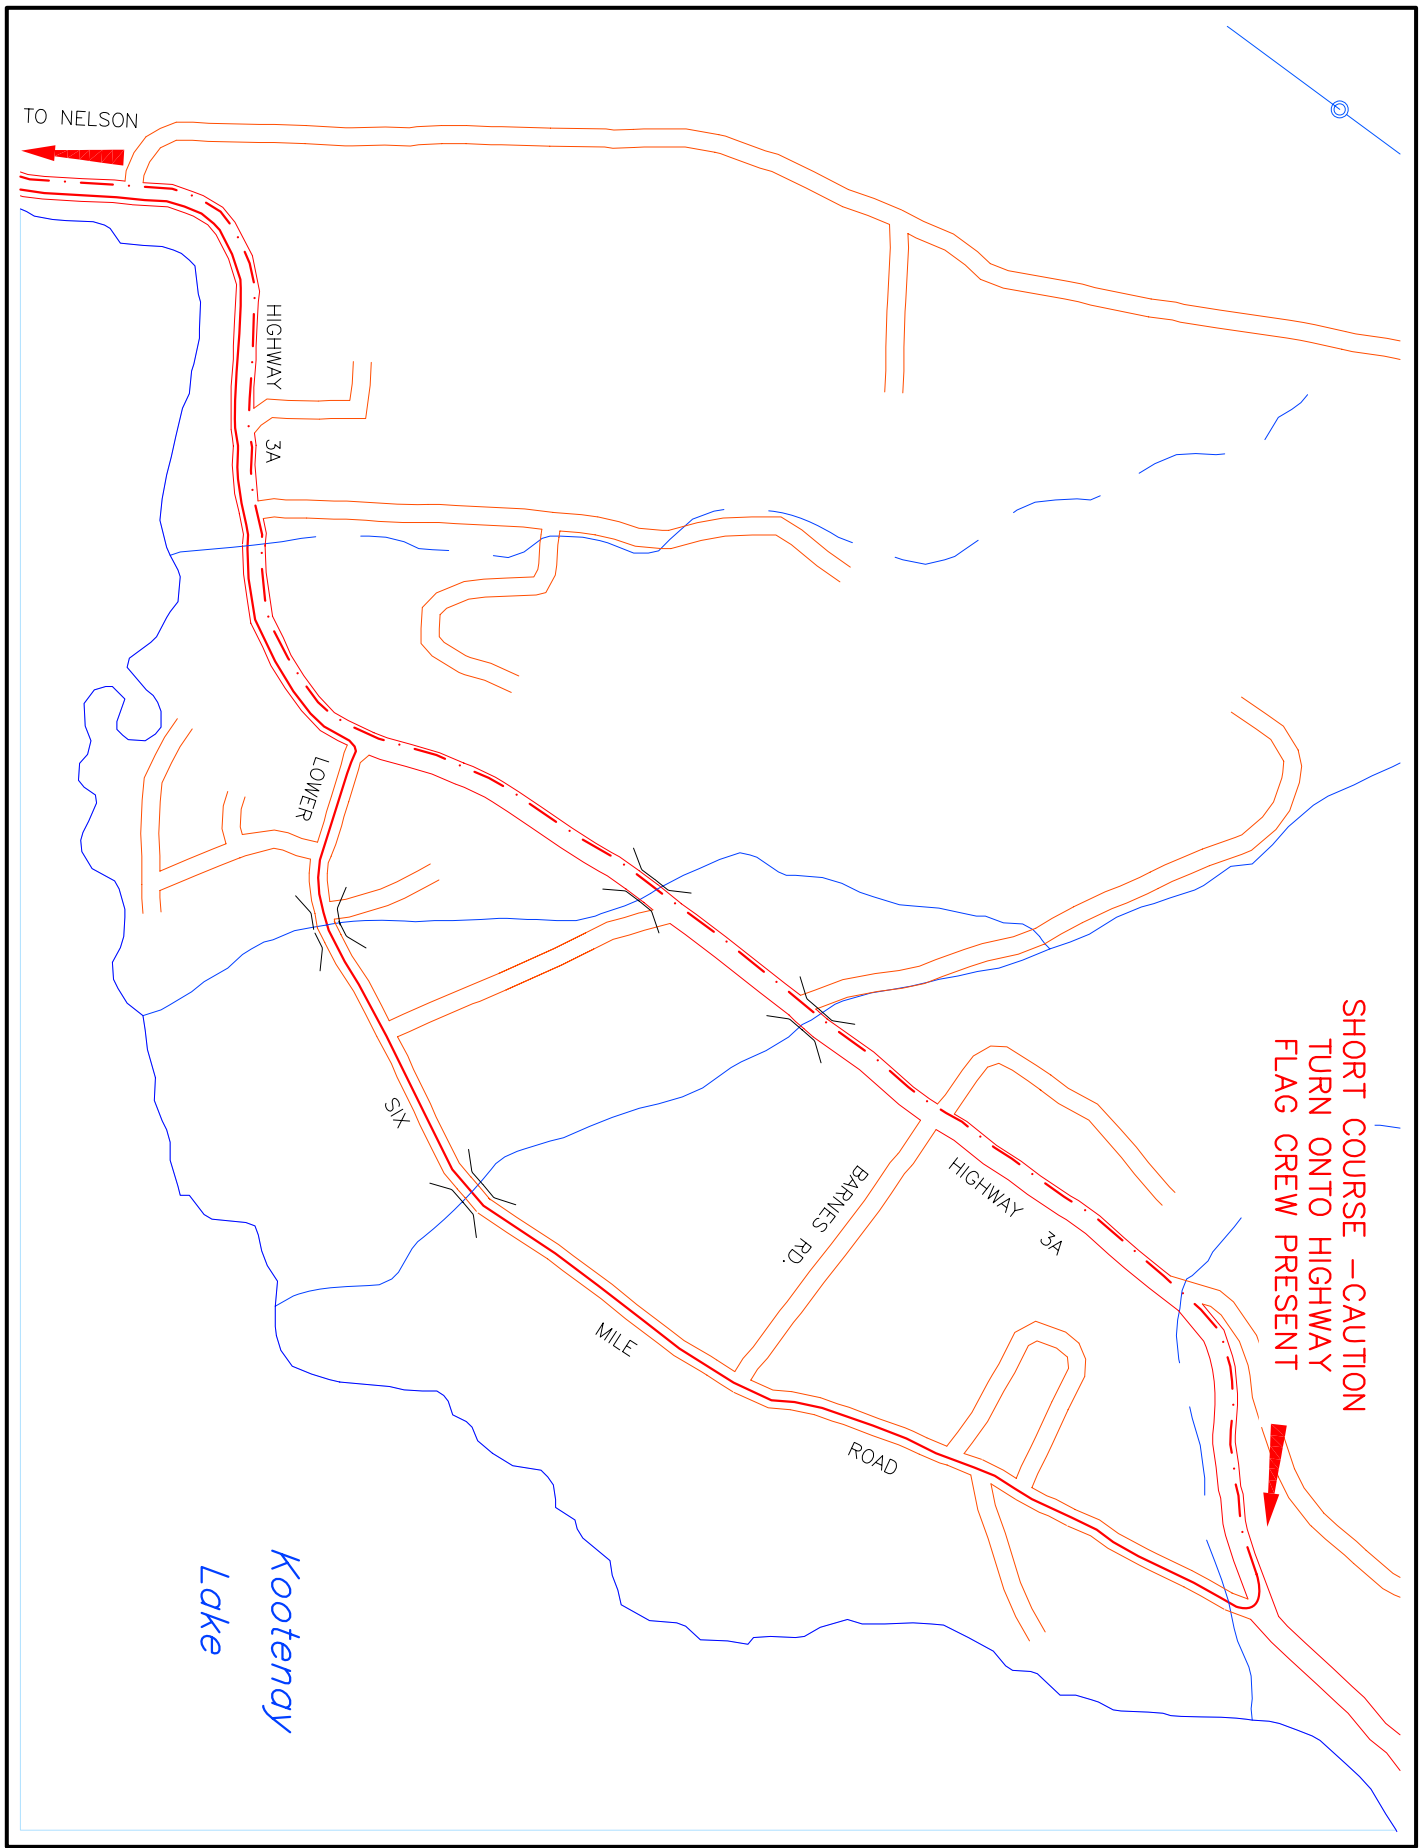 TO NELSON
HIGHWAY 3A
LOWER
SIX
MILE
ROAD
BARNES RD.
HIGHWAY 3A
SHORT COURSE -CAUTION
TURN ONTO HIGHWAY
FLAG CREW PRESENT
Kootenay
Lake